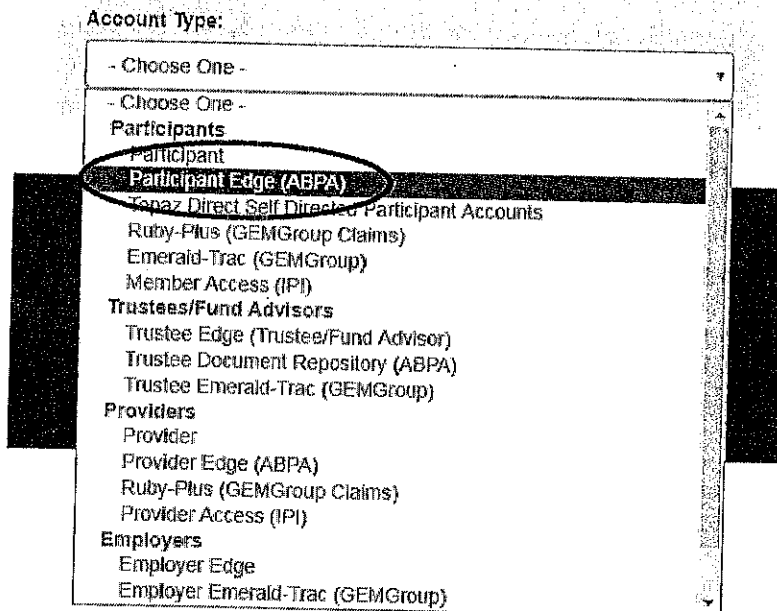 Account Type:
- Choose One -
- Choose One -
Participants
Participant
Participant Edge (ABPA)
Topaz Direct Self Directed Participant Accounts
Ruby-Plus (GEMGroup Claims)
Emerald-Trac (GEMGroup)
Member Access (IPI)
Trustees/Fund Advisors
Trustee Edge (Trustee/Fund Advisor)
Trustee Document Repository (ABPA)
Trustee Emerald-Trac (GEMGroup)
Providers
Provider
Provider Edge (ABPA)
Ruby-Plus (GEMGroup Claims)
Provider Access (IPI)
Employers
Employer Edge
Employer Emerald-Trac (GEMGroup)